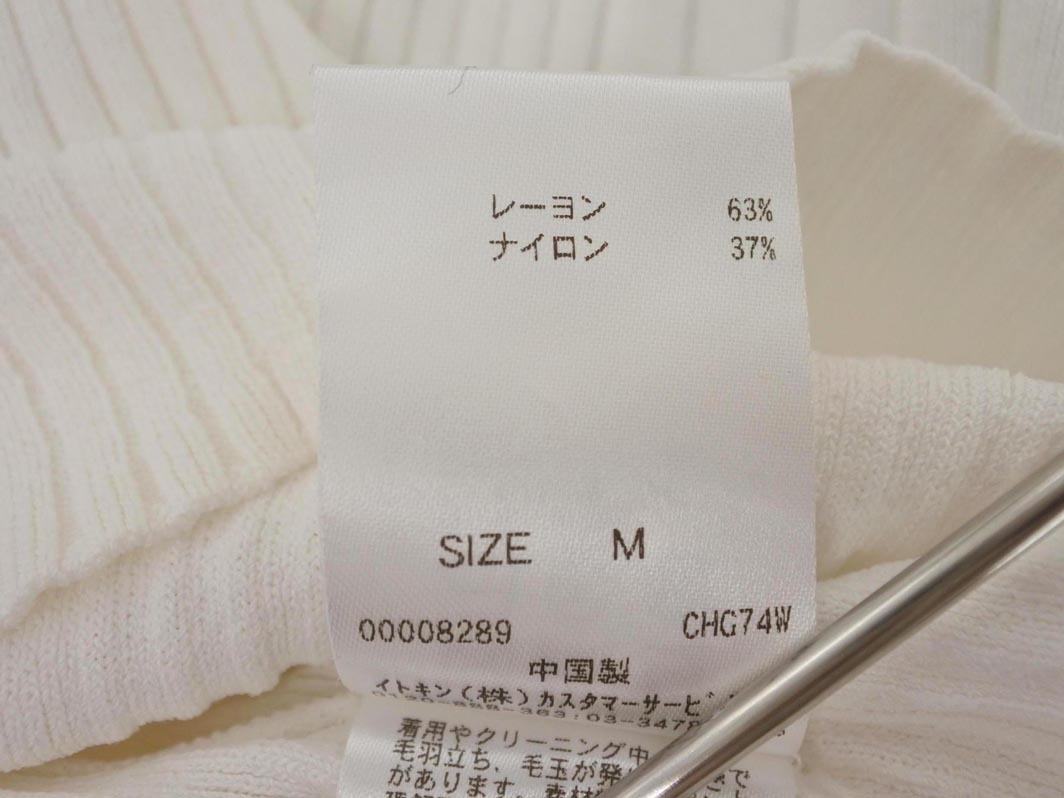 レーヨン 63%
ナイロン 37%
SIZE M
00008289 CHG74W
中国製
イトキン(株)カスタマーサービ
着用やクリーニング中
毛羽立ち、毛玉が発
があります。素材